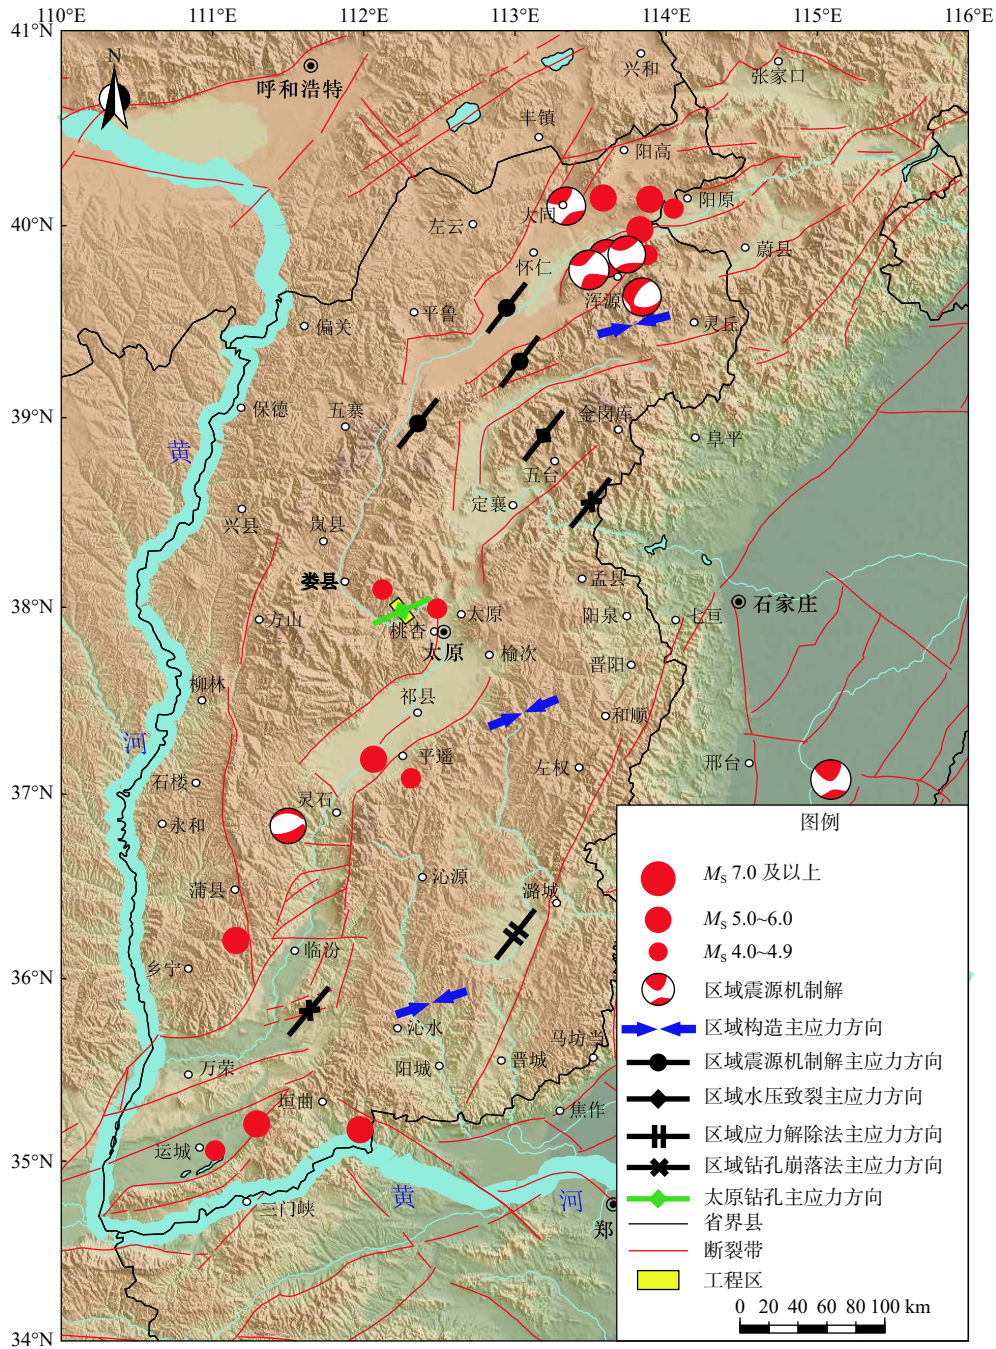 110°E 111°E 112°E 113°E 114°E 115°E 116°E
41°N
N
呼和浩特
兴和
张家口
丰镇
阳高
大同
阳原
40°N
左云
怀仁
蔚县
浑源
偏关
平鲁
灵丘
39°N
保德
五寨
金岗库
阜平
黄
五台
定襄
兴县
岚县
娄县
盂县
38°N
方山
太原
阳泉
七亘
石家庄
桃杏
太原
榆次
晋阳
柳林
祁县
和顺
河
平遥
左权
邢台
石楼
37°N
灵石
永和
图例
蒲县
沁源
潞城
M_S 7.0 及以上
M_S 5.0~6.0
临汾
M_S 4.0~4.9
36°N
乡宁
区域震源机制解
沁水
区域构造主应力方向
马坊兰
万荣
阳城
晋城
区域震源机制解主应力方向
垣曲
焦作
区域水压致裂主应力方向
运城
区域应力解除法主应力方向
35°N
区域钻孔崩落法主应力方向
三门峡
黄
河
太原钻孔主应力方向
郑
省界县
断裂带
工程区
0 20 40 60 80 100 km
34°N